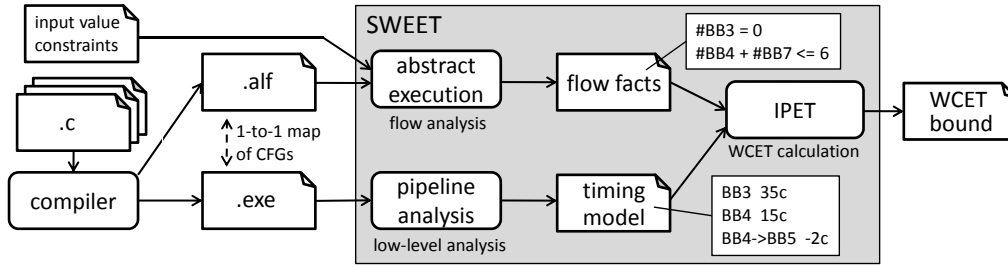 input value
constraints
.c
compiler
.alf
1-to-1 map
of CFGs
.exe
SWEET
abstract
execution
flow analysis
flow facts
#BB3 = 0
#BB4 + #BB7 <= 6
pipeline
analysis
low-level analysis
timing
model
BB3 35c
BB4 15c
BB4->BB5 -2c
IPET
WCET calculation
WCET
bound